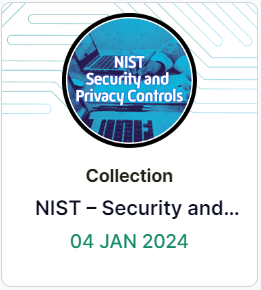 NIST
Security and
Privacy Controls
Collection
NIST – Security and...
04 JAN 2024